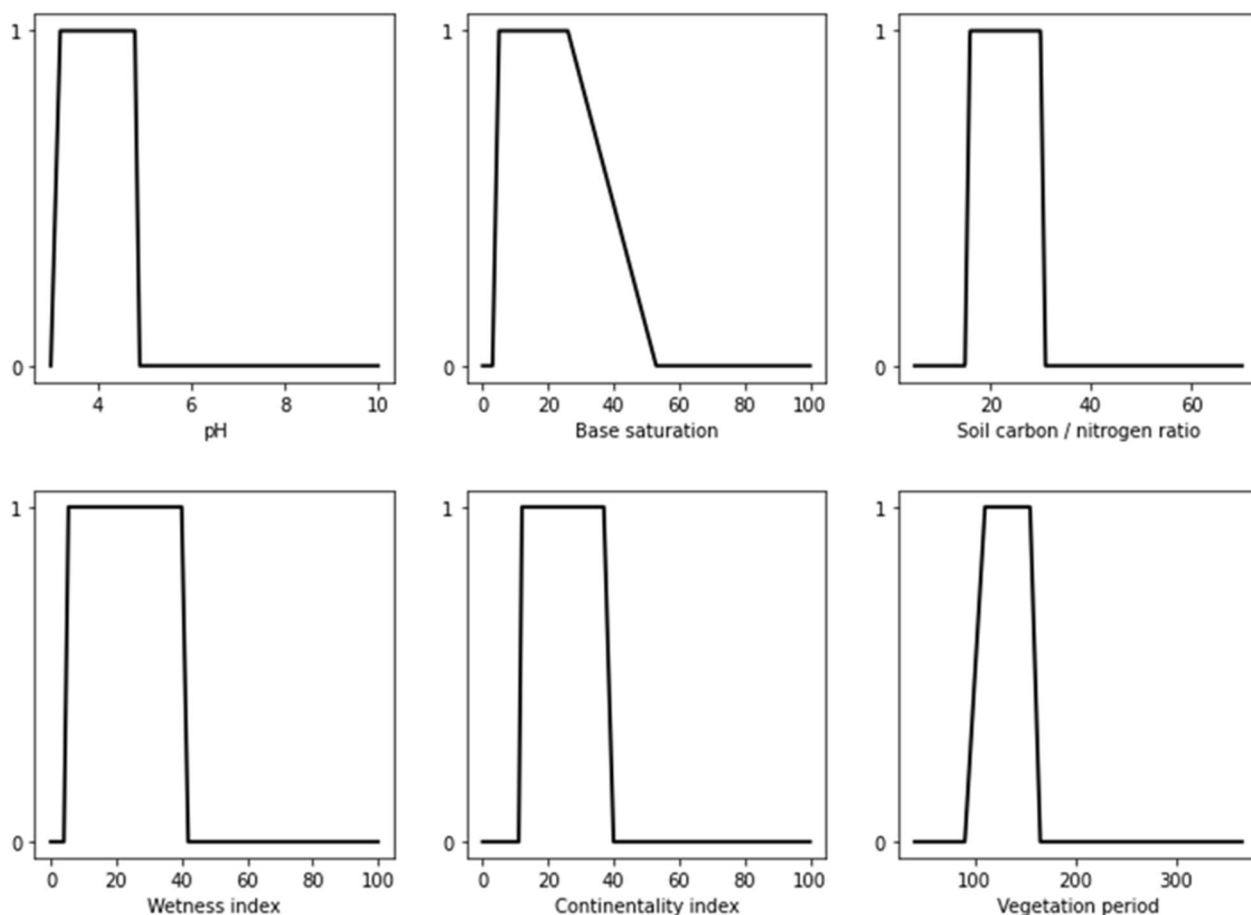 1
0
4 6 8 10
pH
1
0
0 20 40 60 80 100
Base saturation
1
0
20 40 60
Soil carbon / nitrogen ratio
1
0
0 20 40 60 80 100
Wetness index
1
0
0 20 40 60 80 100
Continentality index
1
0
100 200 300
Vegetation period